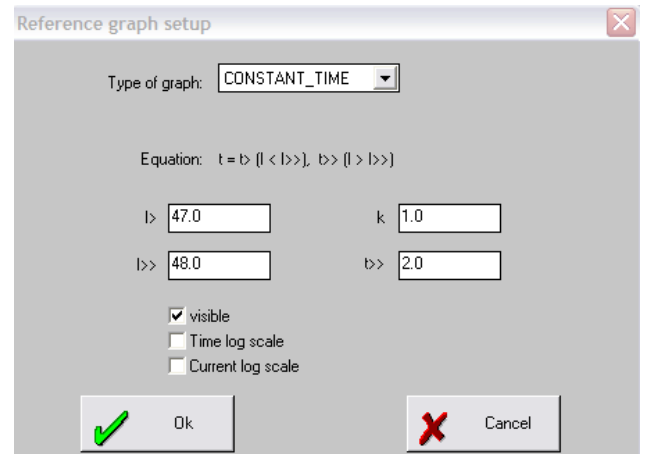 Reference graph setup
Type of graph: CONSTANT_TIME
Equation: t = t> (I < I>>), t>> (I > I>>)
I> 47.0 k 1.0
I>> 48.0 t>> 2.0
visible
Time log scale
Current log scale
Ok Cancel